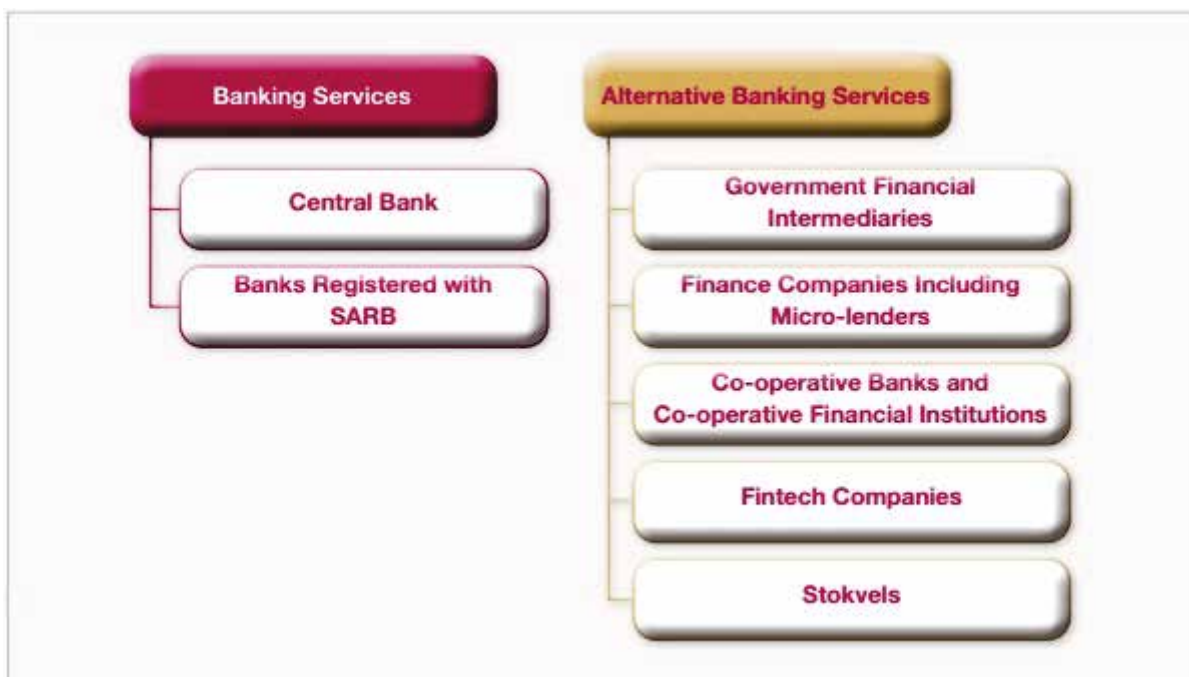 Banking Services
Central Bank
Banks Registered with
SARB
Alternative Banking Services
Government Financial
Intermediaries
Finance Companies Including
Micro-lenders
Co-operative Banks and
Co-operative Financial Institutions
Fintech Companies
Stokvels